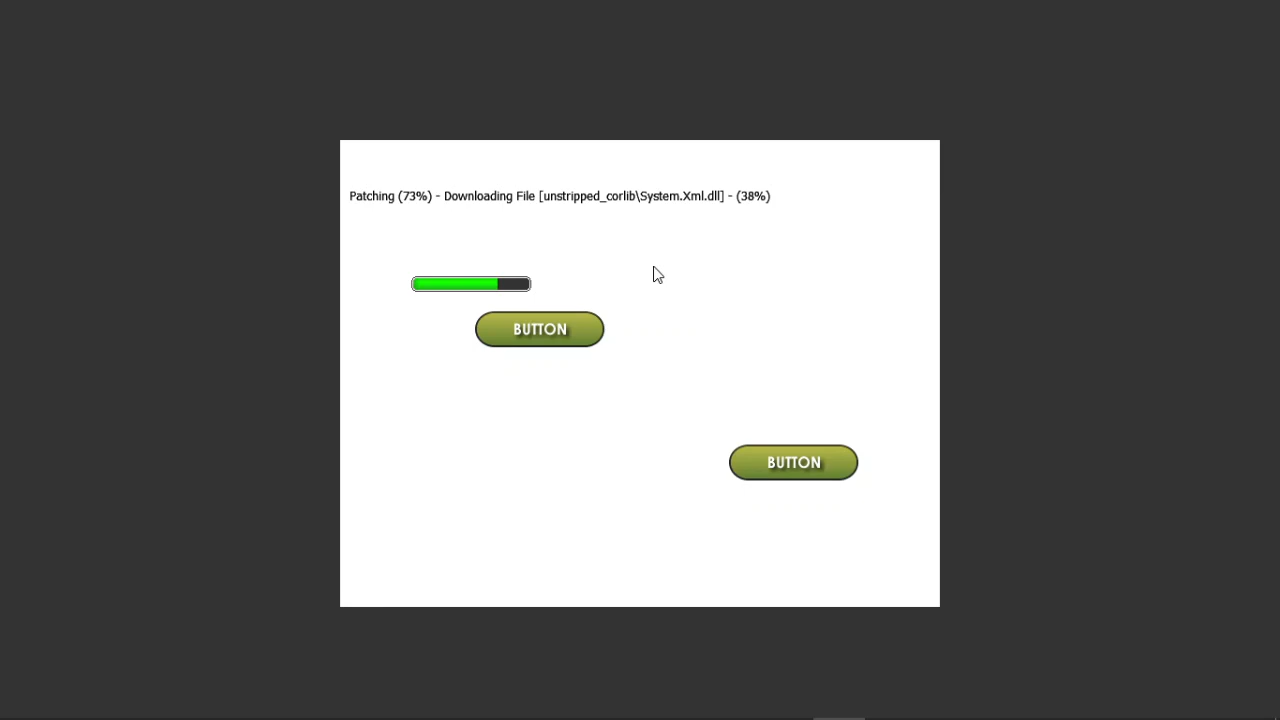 Patching (73%) - Downloading File [unstripped_corlib\System.Xml.dll] - (38%)
BUTTON
BUTTON